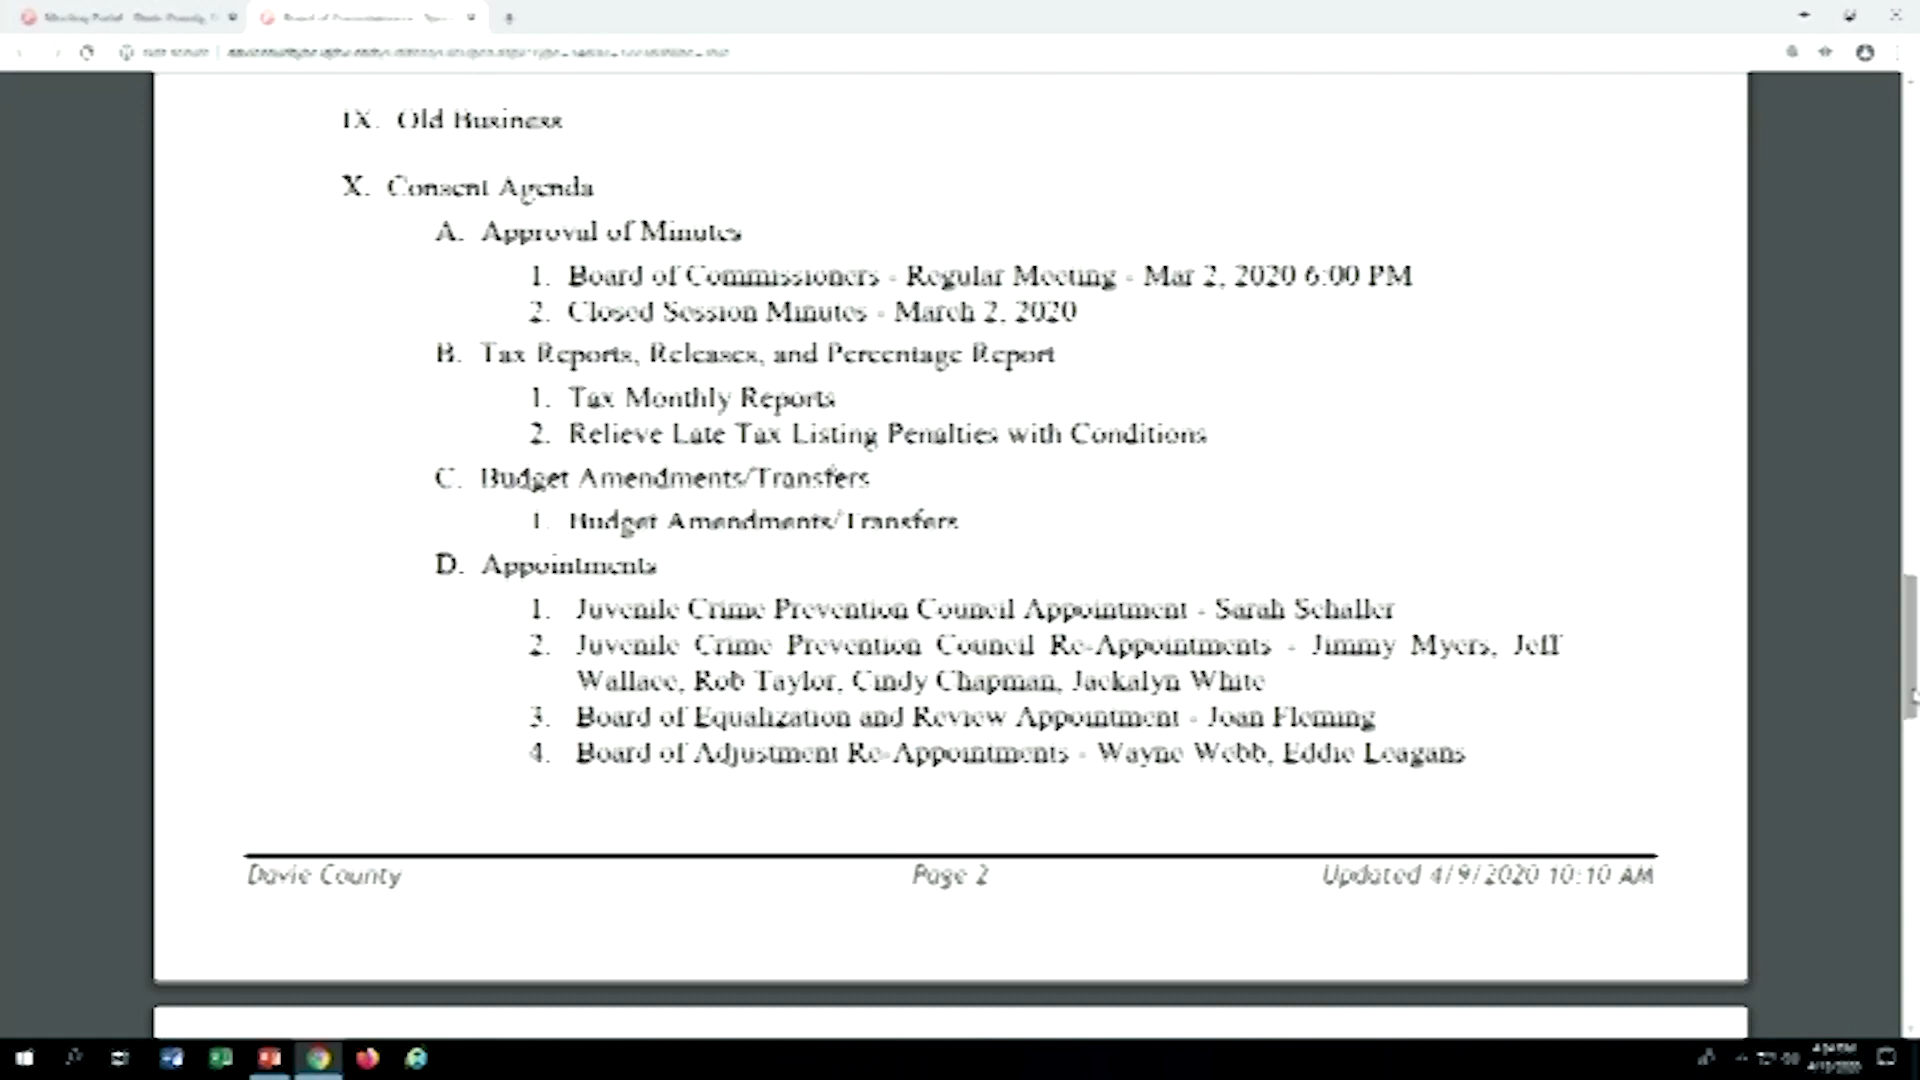 IX. Old Business
X. Consent Agenda
A. Approval of Minutes
1. Board of Commissioners - Regular Meeting - Mar 2, 2020 6:00 PM
2. Closed Session Minutes - March 2, 2020
B. Tax Reports, Releases, and Percentage Report
1. Tax Monthly Reports
2. Relieve Late Tax Listing Penalties with Conditions
C. Budget Amendments/Transfers
1. Budget Amendments/Transfers
D. Appointments
1. Juvenile Crime Prevention Council Appointment - Sarah Schaller
2. Juvenile Crime Prevention Council Re-Appointments - Jimmy Myers, Jeff
Wallace, Rob Taylor, Cindy Chapman, Jackalyn White
3. Board of Equalization and Review Appointment - Joan Fleming
4. Board of Adjustment Re-Appointments - Wayne Webb, Eddie Leagans
Davie County Page 2 Updated 4/9/2020 10:10 AM